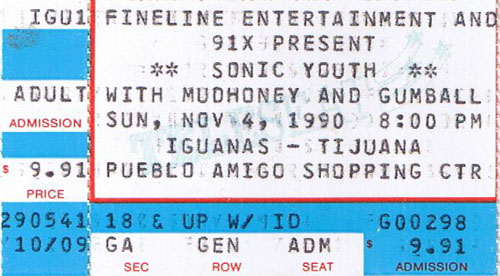 IGU1 FINELINE ENTERTAINMENT AND
91X PRESENT
** SONIC YOUTH **
ADULT WITH MUDHONEY AND GUMBALL
ADMISSION SUN, NOV 4, 1990 8:00 PM
IGUANAS - TIJUANA
$ 9.91 PUEBLO AMIGO SHOPPING CTR
PRICE
290541 18 & UP W/ ID G00298
10/09 GA GEN ADM $ 9.91
SEC ROW SEAT ADMISSION